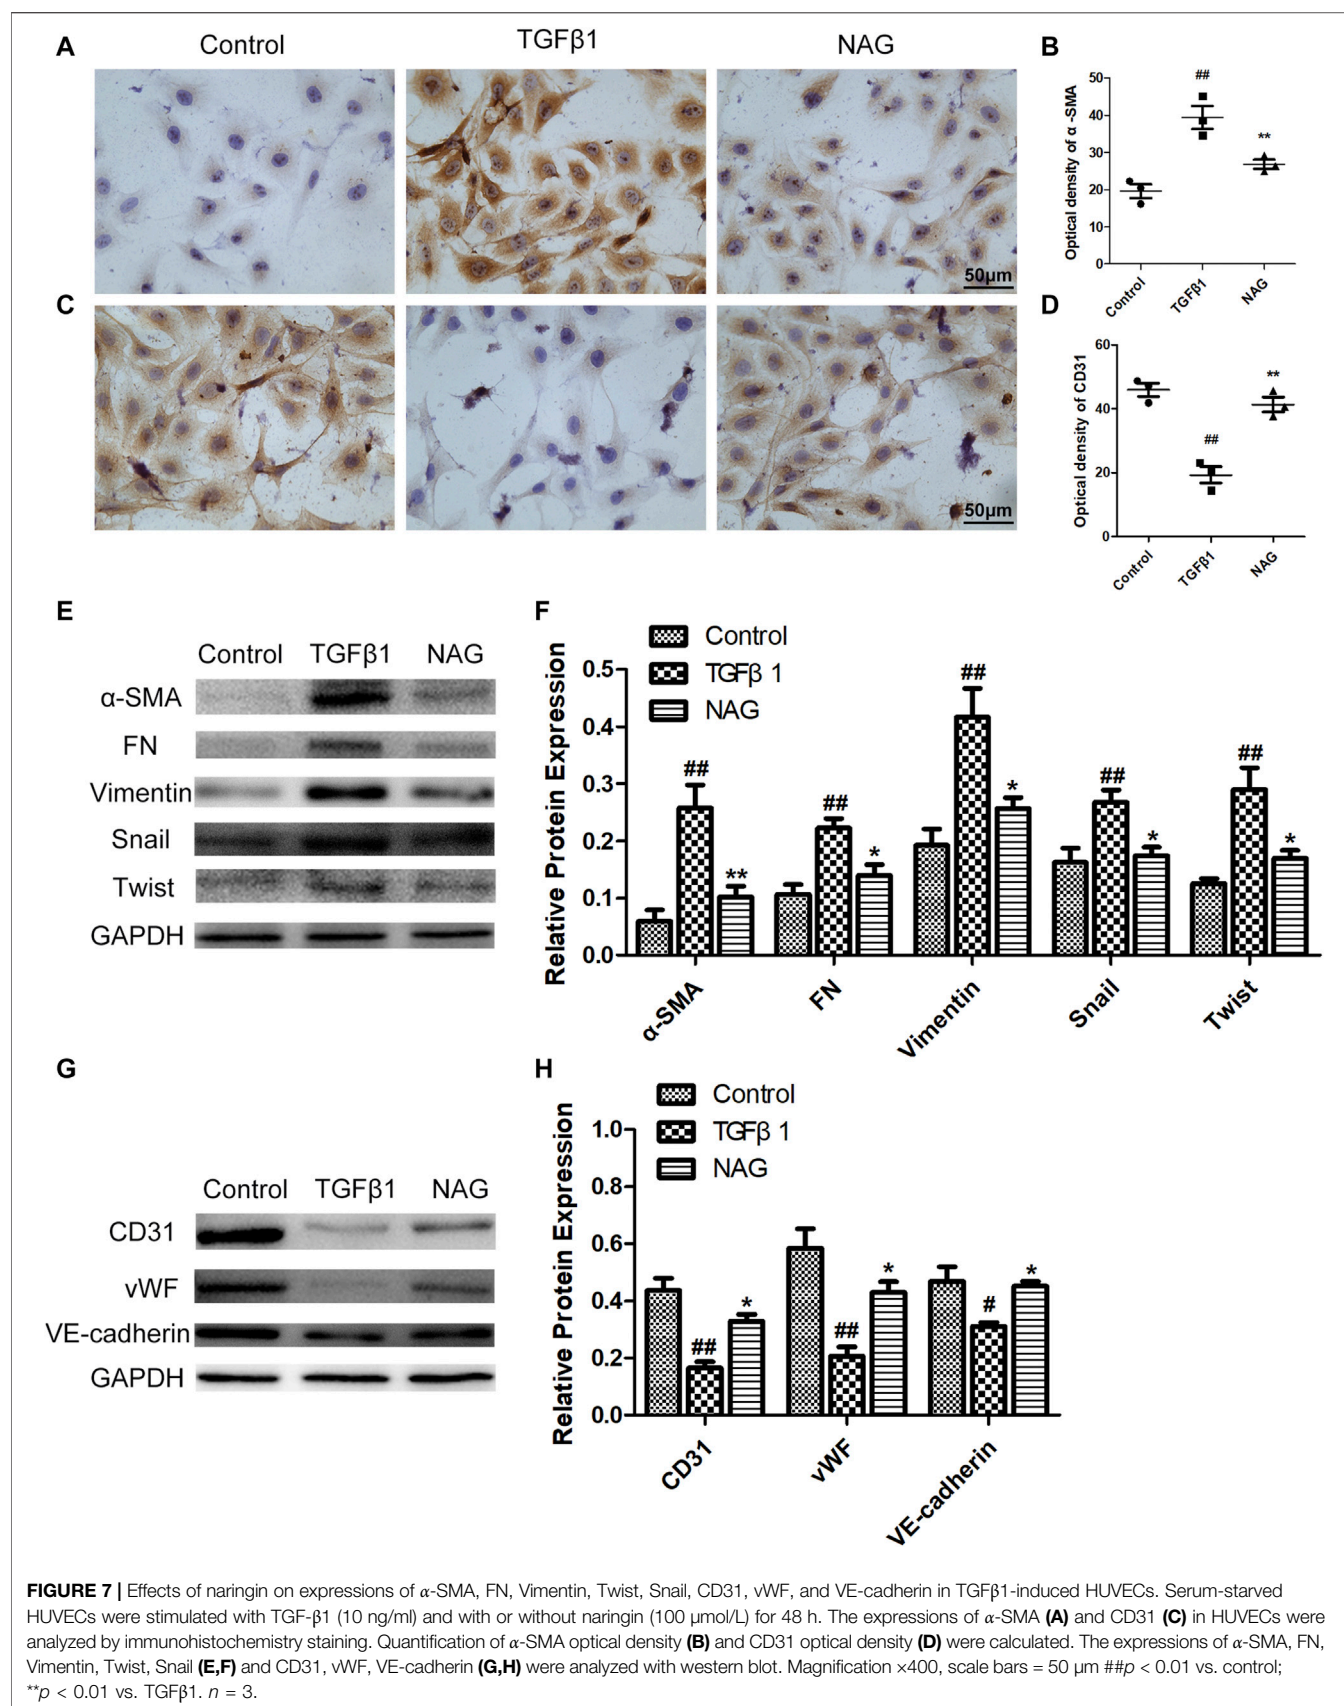 A
Control
TGFβ1
NAG
50μm
B
Optical density of α -SMA
50
40
30
20
10
0
##
**
Control
TGFβ1
NAG
C
50μm
D
Optical density of CD31
60
40
20
0
##
**
Control
TGFβ1
NAG
E
Control
TGFβ1
NAG
α-SMA
FN
Vimentin
Snail
Twist
GAPDH
F
Control
TGFβ 1
NAG
Relative Protein Expression
0.5
0.4
0.3
0.2
0.1
0.0
##
**
##
*
##
*
##
*
##
*
α-SMA
FN
Vimentin
Snail
Twist
G
Control
TGFβ1
NAG
CD31
vWF
VE-cadherin
GAPDH
H
Control
TGFβ 1
NAG
Relative Protein Expression
1.0
0.8
0.6
0.4
0.2
0.0
##
*
##
*
#
*
CD31
vWF
VE-cadherin
FIGURE 7 | Effects of naringin on expressions of α-SMA, FN, Vimentin, Twist, Snail, CD31, vWF, and VE-cadherin in TGFβ1-induced HUVECs. Serum-starved
HUVECs were stimulated with TGF-β1 (10 ng/ml) and with or without naringin (100 μmol/L) for 48 h. The expressions of α-SMA (A) and CD31 (C) in HUVECs were
analyzed by immunohistochemistry staining. Quantification of α-SMA optical density (B) and CD31 optical density (D) were calculated. The expressions of α-SMA, FN,
Vimentin, Twist, Snail (E,F) and CD31, vWF, VE-cadherin (G,H) were analyzed with western blot. Magnification ×400, scale bars = 50 μm ##p < 0.01 vs. control;
**p < 0.01 vs. TGFβ1. n = 3.